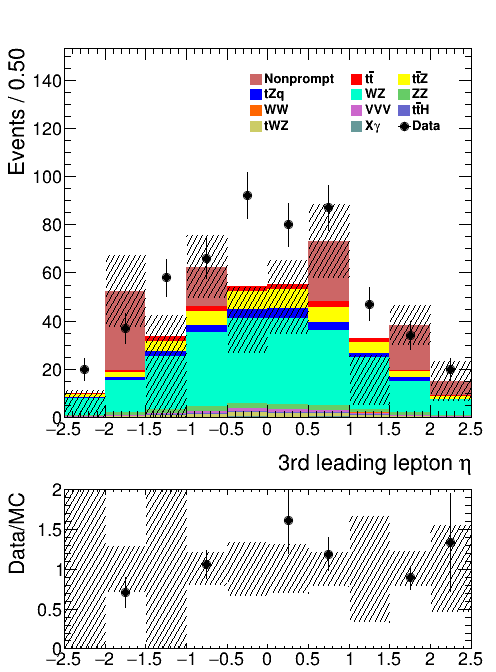 Events / 0.50
140
120
100
80
60
40
20
0
Nonprompt tt̄ tt̄Z
tZq WZ ZZ
WW VVV tt̄H
tWZ Xγ Data
−2.5 −2 −1.5 −1 −0.5 0 0.5 1 1.5 2 2.5
3rd leading lepton η
Data/MC
2
1.5
1
0.5
0
−2.5 −2 −1.5 −1 −0.5 0 0.5 1 1.5 2 2.5